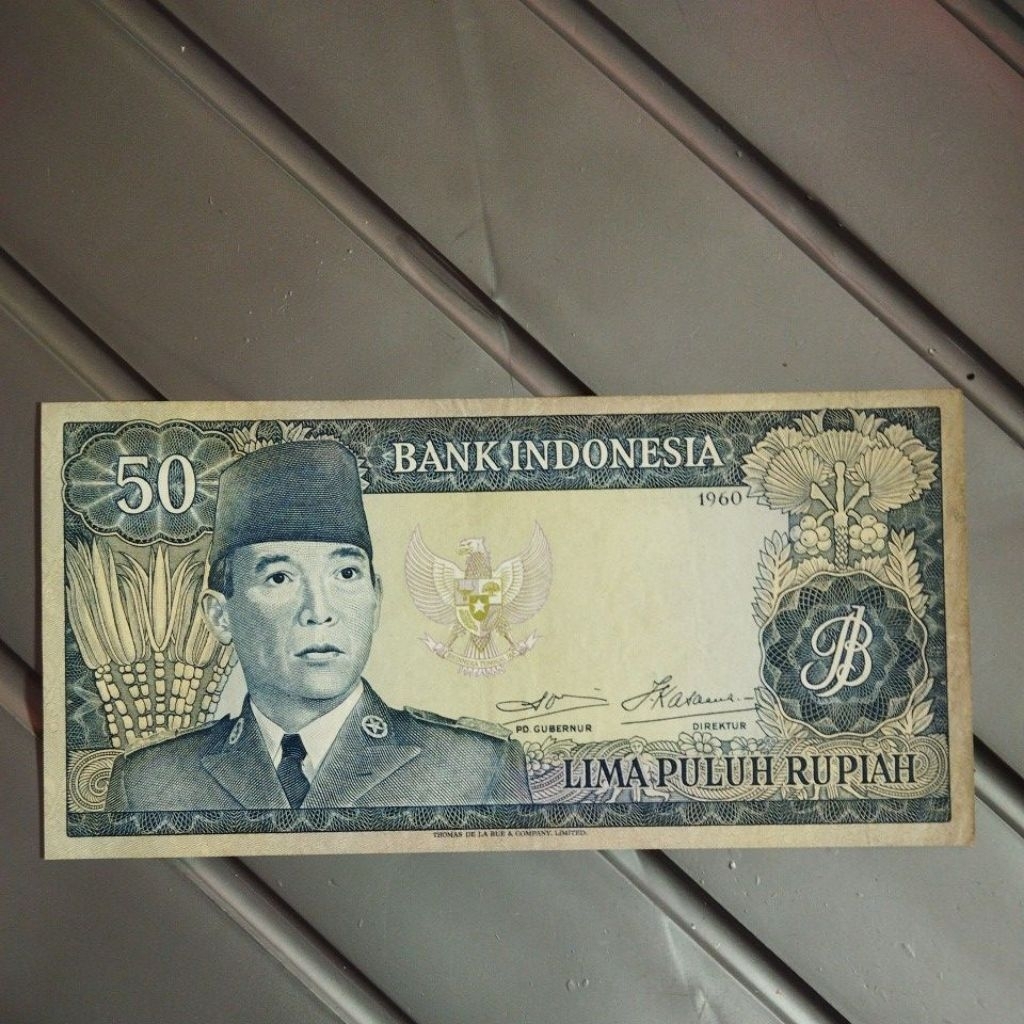 50
BANK INDONESIA
1960
PD. GUBERNUR
DIREKTUR
LIMA PULUH RUPIAH
THOMAS DE LA RUE & COMPANY, LIMITED.